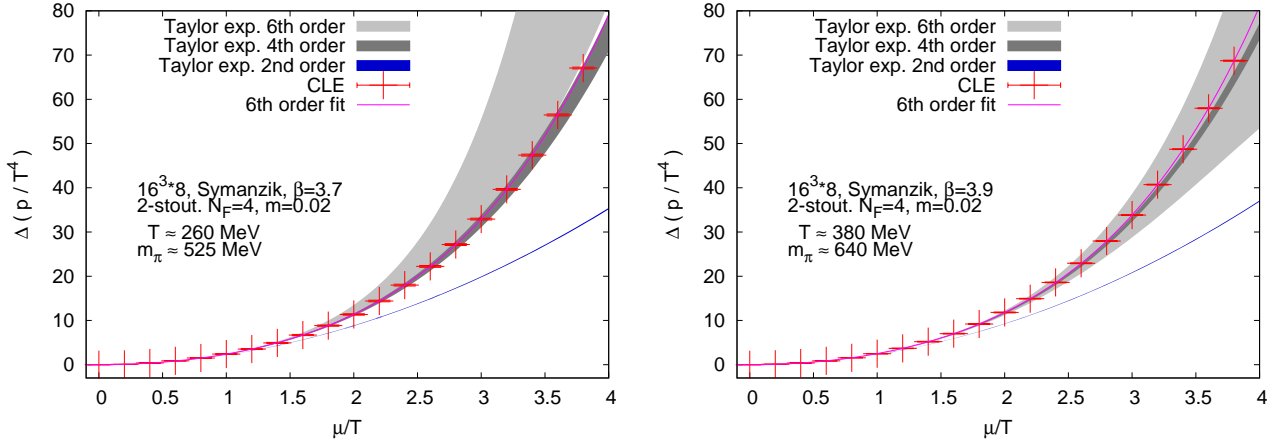 Δ ( p / T⁴ )
80
70
60
50
40
30
20
10
0
Taylor exp. 6th order
Taylor exp. 4th order
Taylor exp. 2nd order
CLE
6th order fit
16³*8, Symanzik, β=3.7
2-stout. N_F=4, m=0.02
T ≈ 260 MeV
m_π ≈ 525 MeV
0 0.5 1 1.5 2 2.5 3 3.5 4
μ/T
Δ ( p / T⁴ )
80
70
60
50
40
30
20
10
0
Taylor exp. 6th order
Taylor exp. 4th order
Taylor exp. 2nd order
CLE
6th order fit
16³*8, Symanzik, β=3.9
2-stout. N_F=4, m=0.02
T ≈ 380 MeV
m_π ≈ 640 MeV
0 0.5 1 1.5 2 2.5 3 3.5 4
μ/T